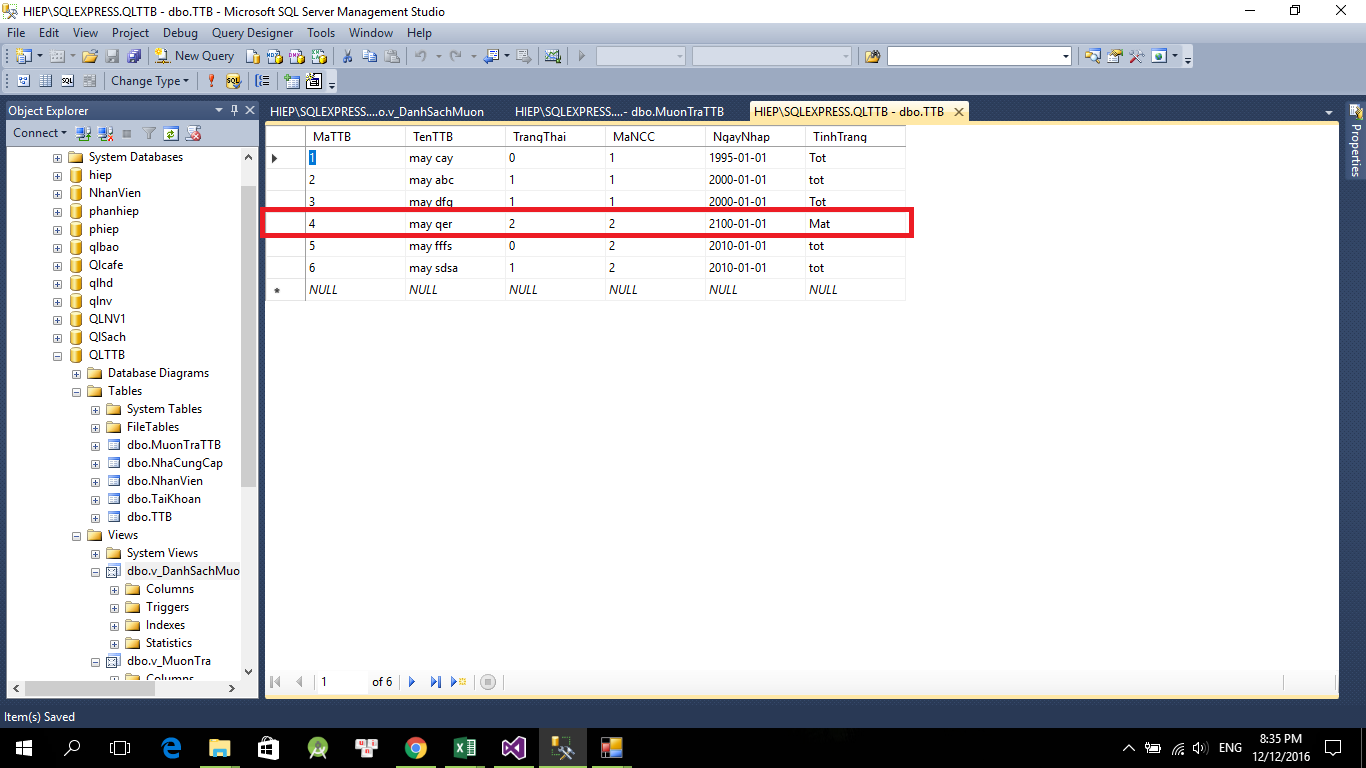 HIEP\SQLEXPRESS.QLTTB - dbo.TTB - Microsoft SQL Server Management Studio
File Edit View Project Debug Query Designer Tools Window Help
New Query
Change Type
Object Explorer
HIEP\SQLEXPRESS....o.v_DanhSachMuon HIEP\SQLEXPRESS....- dbo.MuonTraTTB HIEP\SQLEXPRESS.QLTTB - dbo.TTB
Connect
System Databases
hiep
NhanVien
phanhiep
phiep
qlbao
Qlcafe
qlhd
qlnv
QLNV1
QlSach
QLTTB
Database Diagrams
Tables
System Tables
FileTables
dbo.MuonTraTTB
dbo.NhaCungCap
dbo.NhanVien
dbo.TaiKhoan
dbo.TTB
Views
System Views
dbo.v_DanhSachMuo
Columns
Triggers
Indexes
Statistics
dbo.v_MuonTra
Columns
MaTTB TenTTB TrangThai MaNCC NgayNhap TinhTrang
1 may cay 0 1 1995-01-01 Tot
2 may abc 1 1 2000-01-01 tot
3 may dfg 1 1 2000-01-01 Tot
4 may qer 2 2 2100-01-01 Mat
5 may fffs 0 2 2010-01-01 tot
6 may sdsa 1 2 2010-01-01 tot
NULL NULL NULL NULL NULL NULL
1 of 6
Properties
Item(s) Saved
ENG
8:35 PM
12/12/2016